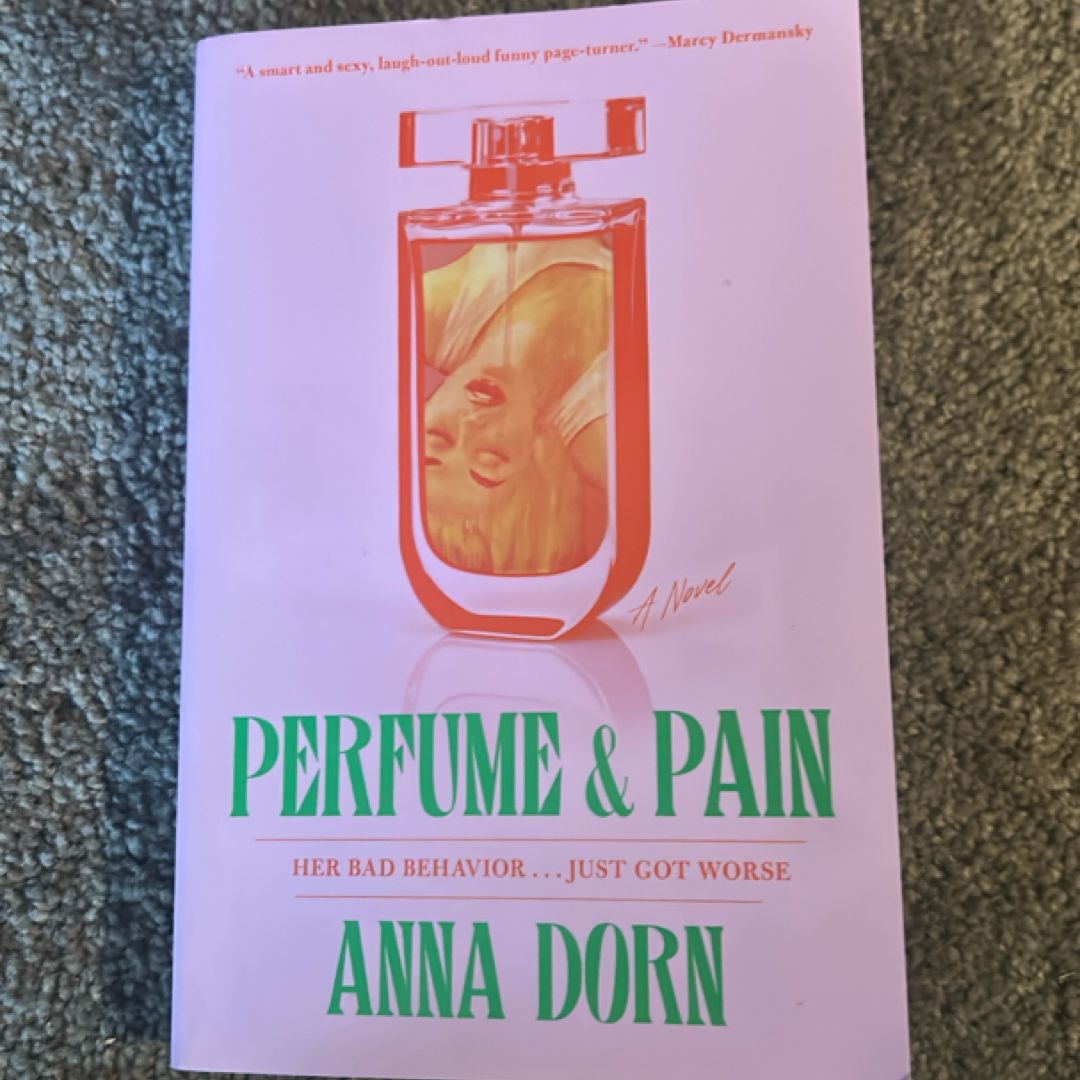 “A smart and sexy, laugh-out-loud funny page-turner.” —Marcy Dermansky
A Novel
PERFUME & PAIN
HER BAD BEHAVIOR...JUST GOT WORSE
ANNA DORN